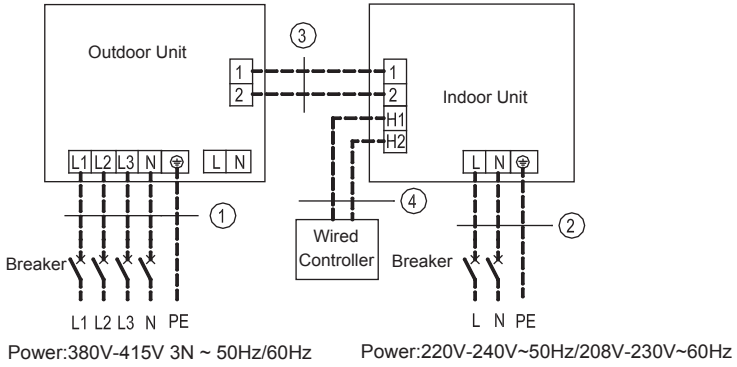 ③
Outdoor Unit
1
2
1
2
H1
H2
Indoor Unit
L1 L2 L3 N ⏚ L N
L N ⏚
①
④
②
Wired
Controller
Breaker
Breaker
L1 L2 L3 N PE
L N PE
Power:380V-415V 3N ~ 50Hz/60Hz
Power:220V-240V~50Hz/208V-230V~60Hz